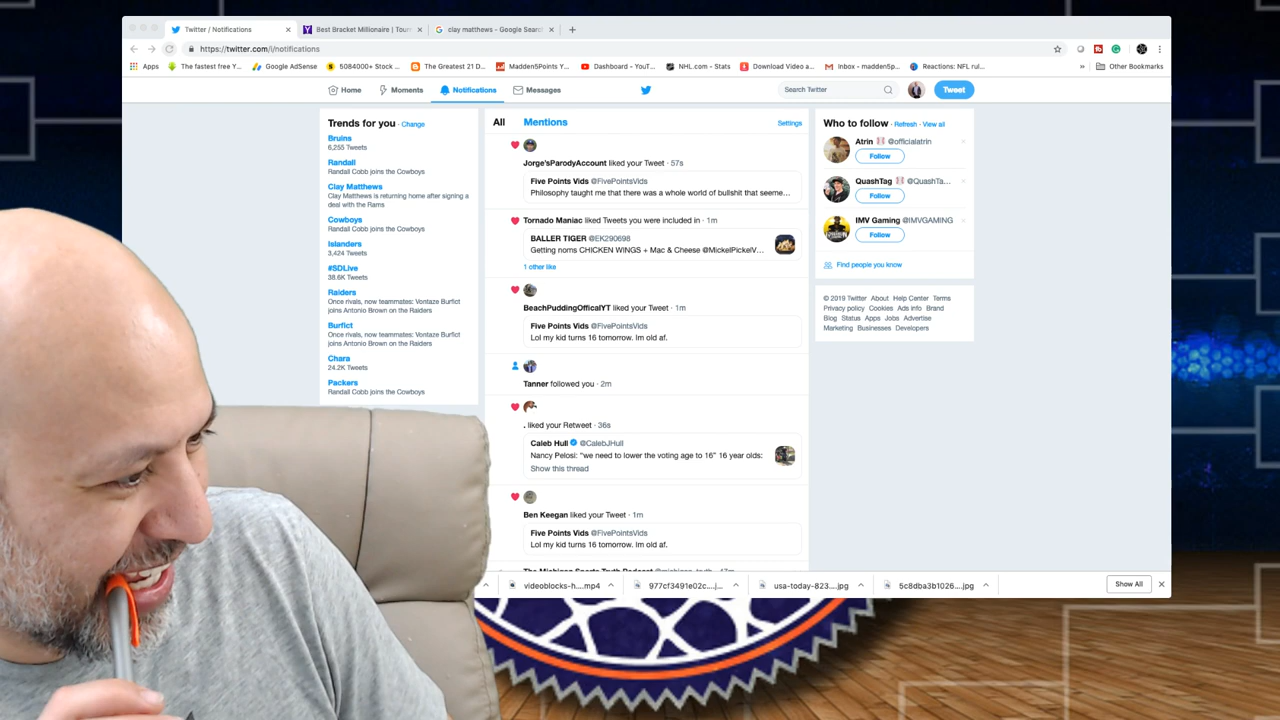 Twitter / Notifications
Best Bracket Millionaire | Tourn
clay matthews - Google Search
https://twitter.com/i/notifications
Apps
The fastest free Y...
Google AdSense
5084000+ Stock ...
The Greatest 21 D...
Madden5Points Y...
Dashboard - YouT...
NHL.com - Stats
Download Video a...
Inbox - madden5p...
Reactions: NFL rul...
»
Other Bookmarks
Home
Moments
Notifications
Messages
Search Twitter
Tweet
Trends for you · Change
Bruins
6,255 Tweets
Randall
Randall Cobb joins the Cowboys
Clay Matthews
Clay Matthews is returning home after signing a
deal with the Rams
Cowboys
Randall Cobb joins the Cowboys
Islanders
3,424 Tweets
#SDLive
38.6K Tweets
Raiders
Once rivals, now teammates: Vontaze Burfict
joins Antonio Brown on the Raiders
Burfict
Once rivals, now teammates: Vontaze Burfict
joins Antonio Brown on the Raiders
Chara
24.2K Tweets
Packers
Randall Cobb joins the Cowboys
All
Mentions
Settings
Jorge'sParodyAccount liked your Tweet · 57s
Five Points Vids @FivePointsVids
Philosophy taught me that there was a whole world of bullshit that seeme...
Tornado Maniac liked Tweets you were included in · 1m
BALLER TIGER @EK290698
Getting noms CHICKEN WINGS + Mac & Cheese @MickelPickelV...
1 other like
BeachPuddingOfficalYT liked your Tweet · 1m
Five Points Vids @FivePointsVids
Lol my kid turns 16 tomorrow. Im old af.
Tanner followed you · 2m
. liked your Retweet · 36s
Caleb Hull @CalebJHull
Nancy Pelosi: "we need to lower the voting age to 16" 16 year olds:
Show this thread
Ben Keegan liked your Tweet · 1m
Five Points Vids @FivePointsVids
Lol my kid turns 16 tomorrow. Im old af.
Who to follow · Refresh · View all
Atrin @officialatrin
Follow
QuashTag @QuashTa...
Follow
IMV Gaming @IMVGAMING
Follow
Find people you know
© 2019 Twitter About Help Center Terms
Privacy policy Cookies Ads info Brand
Blog Status Apps Jobs Advertise
Marketing Businesses Developers
videoblocks-h....mp4
977cf3491e02c....j...
usa-today-823....jpg
5c8dba3b1026....jpg
Show All